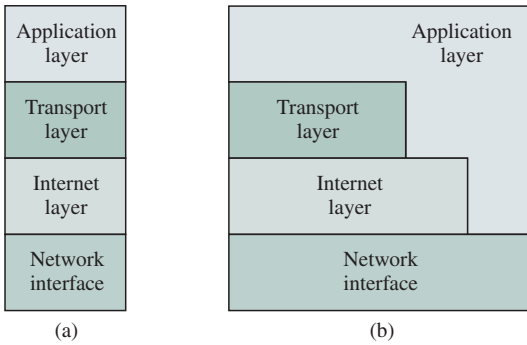 Application
layer
Transport
layer
Internet
layer
Network
interface
(a)
Application
layer
Transport
layer
Internet
layer
Network
interface
(b)